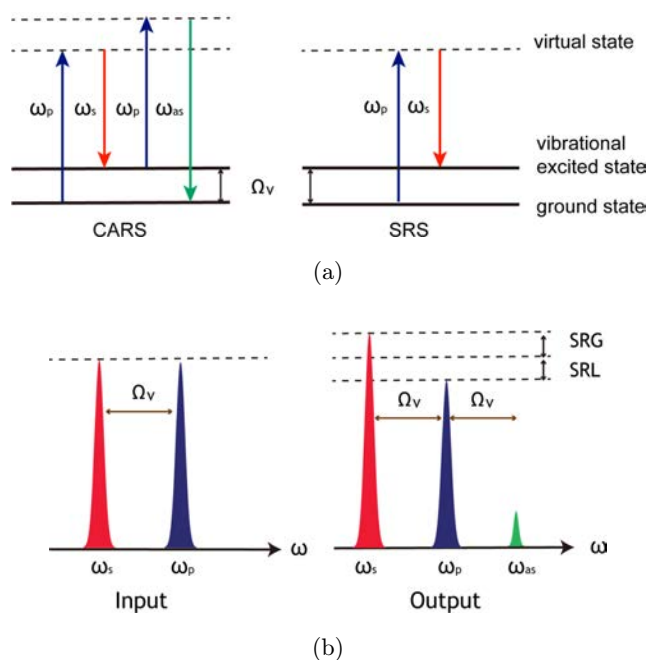 virtual state
ωp ωs ωp ωas ωp ωs
vibrational
excited state
Ωv
ground state
CARS SRS
(a)
SRG
SRL
Ωv Ωv Ωv
ω ω
ωs ωp ωs ωp ωas
Input Output
(b)